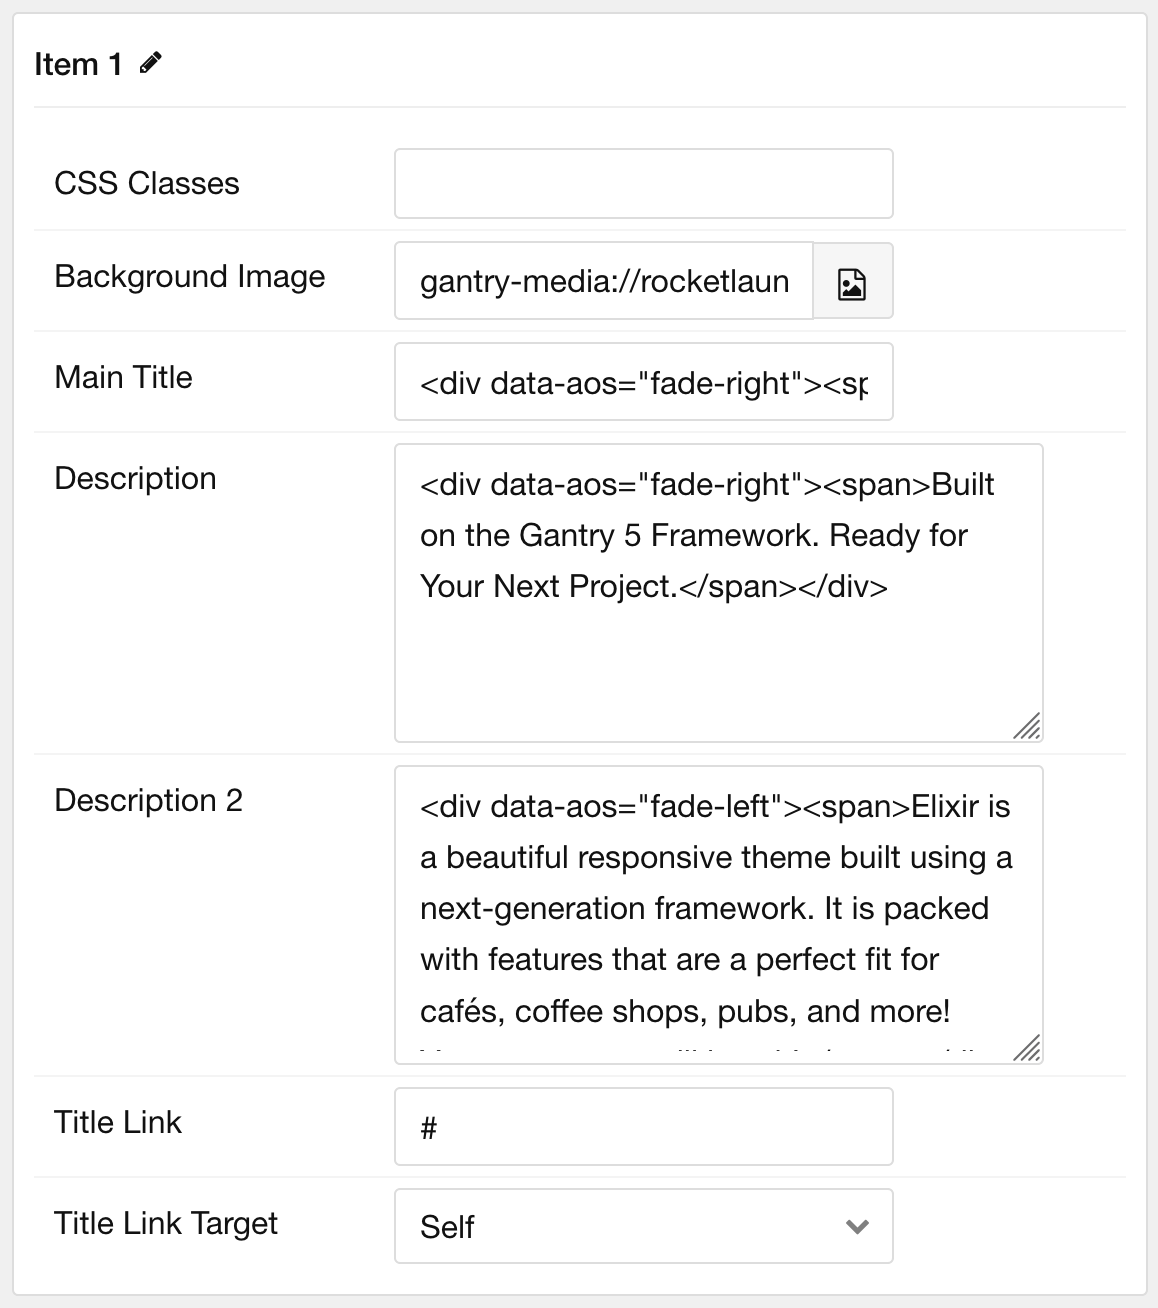 Item 1
CSS Classes
Background Image
gantry-media://rocketlaun
Main Title
<div data-aos="fade-right"><sp
Description
<div data-aos="fade-right"><span>Built
on the Gantry 5 Framework. Ready for
Your Next Project.</span></div>
Description 2
<div data-aos="fade-left"><span>Elixir is
a beautiful responsive theme built using a
next-generation framework. It is packed
with features that are a perfect fit for
cafés, coffee shops, pubs, and more!
Title Link
#
Title Link Target
Self